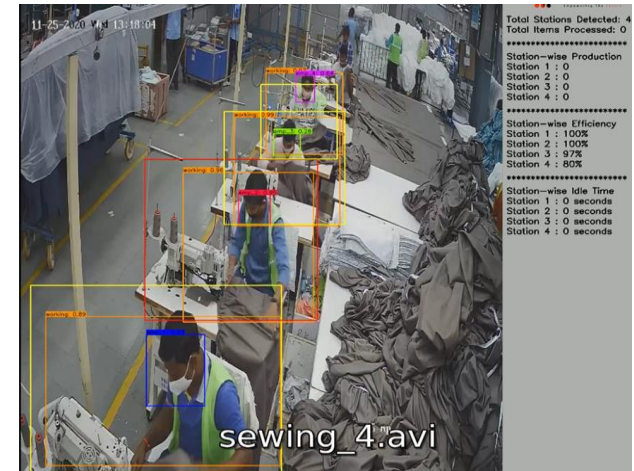 11-25-2020 Wed 13:18:04
Total Stations Detected: 4
Total Items Processed: 0
Station-wise Production
Station 1 : 0
Station 2 : 0
Station 3 : 0
Station 4 : 0
Station-wise Efficiency
Station 1 : 100%
Station 2 : 100%
Station 3 : 97%
Station 4 : 80%
Station-wise Idle Time
Station 1 : 0 seconds
Station 2 : 0 seconds
Station 3 : 0 seconds
Station 4 : 0 seconds
working: 0.99
working: 0.89
sewing_4.avi